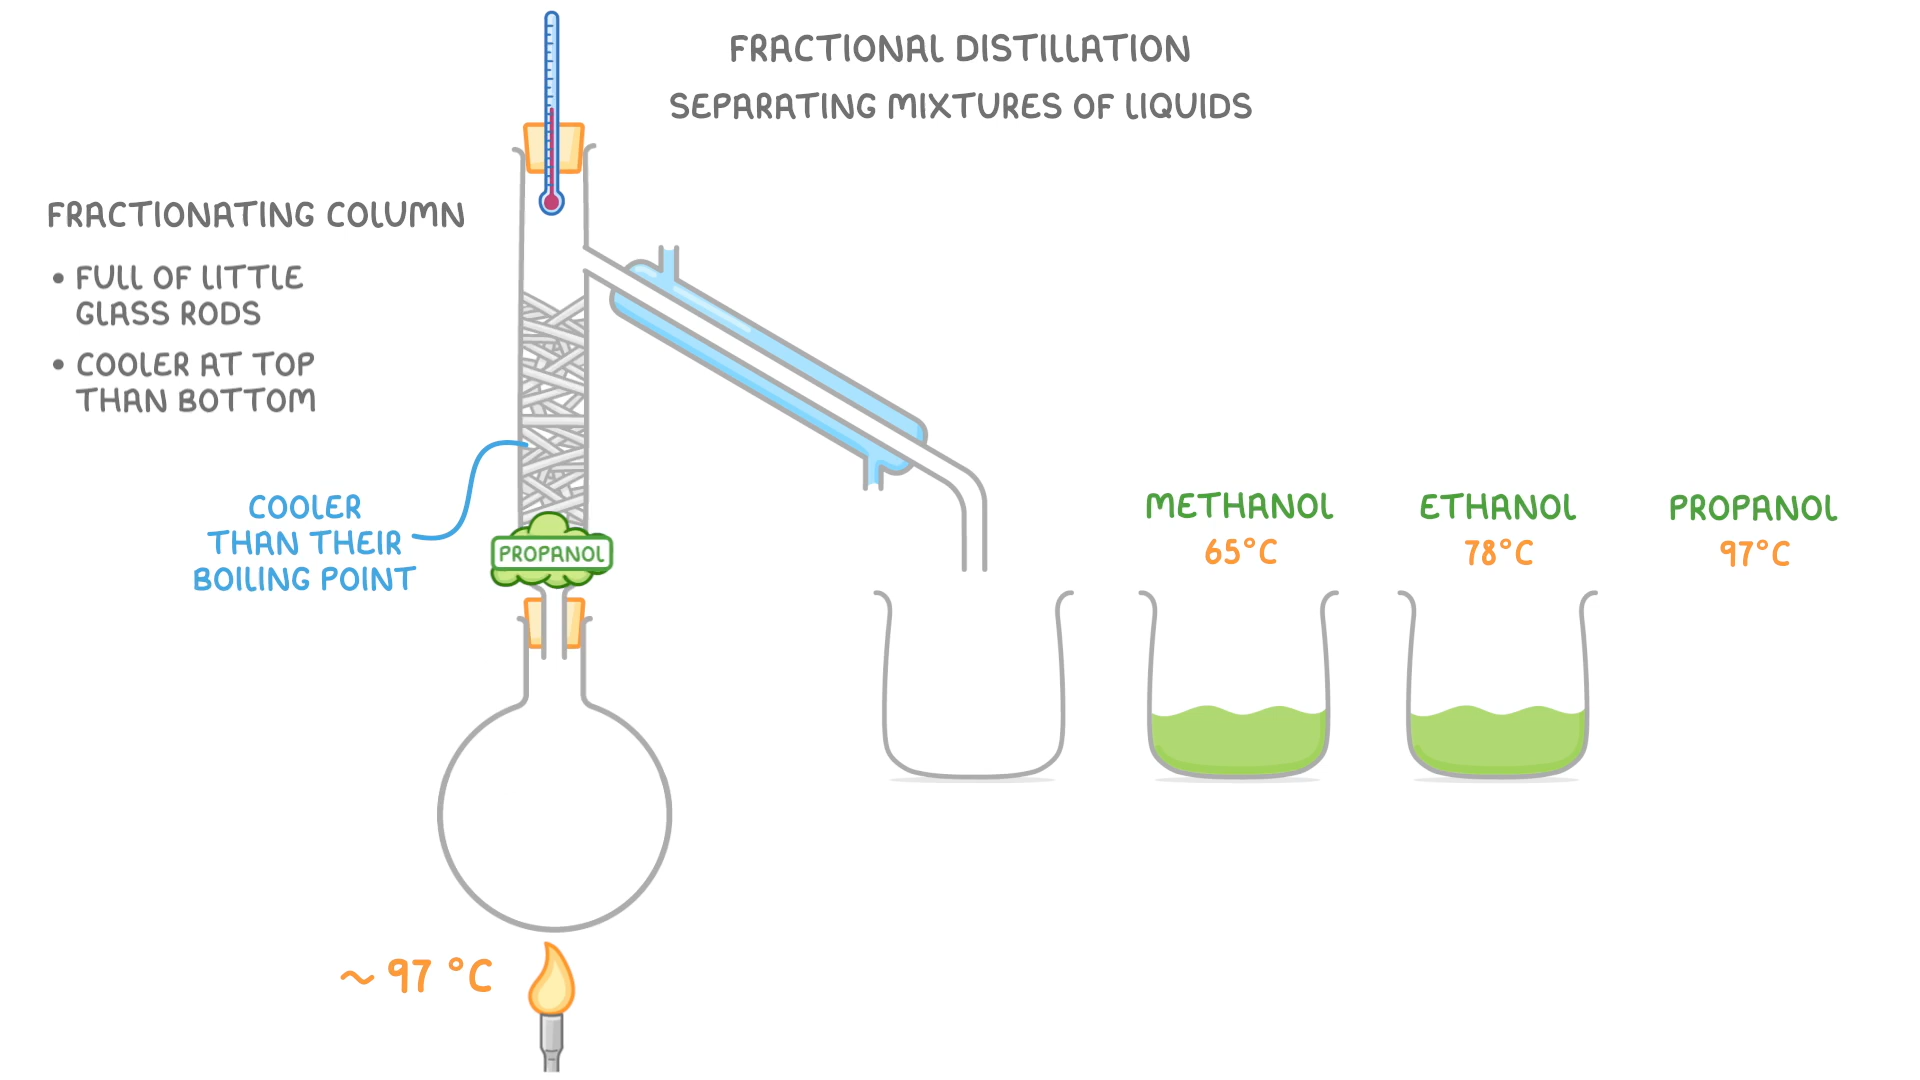 FRACTIONAL DISTILLATION
SEPARATING MIXTURES OF LIQUIDS
FRACTIONATING COLUMN
• FULL OF LITTLE
GLASS RODS
• COOLER AT TOP
THAN BOTTOM
COOLER
THAN THEIR
BOILING POINT
PROPANOL
METHANOL
65°C
ETHANOL
78°C
PROPANOL
97°C
~ 97 °C